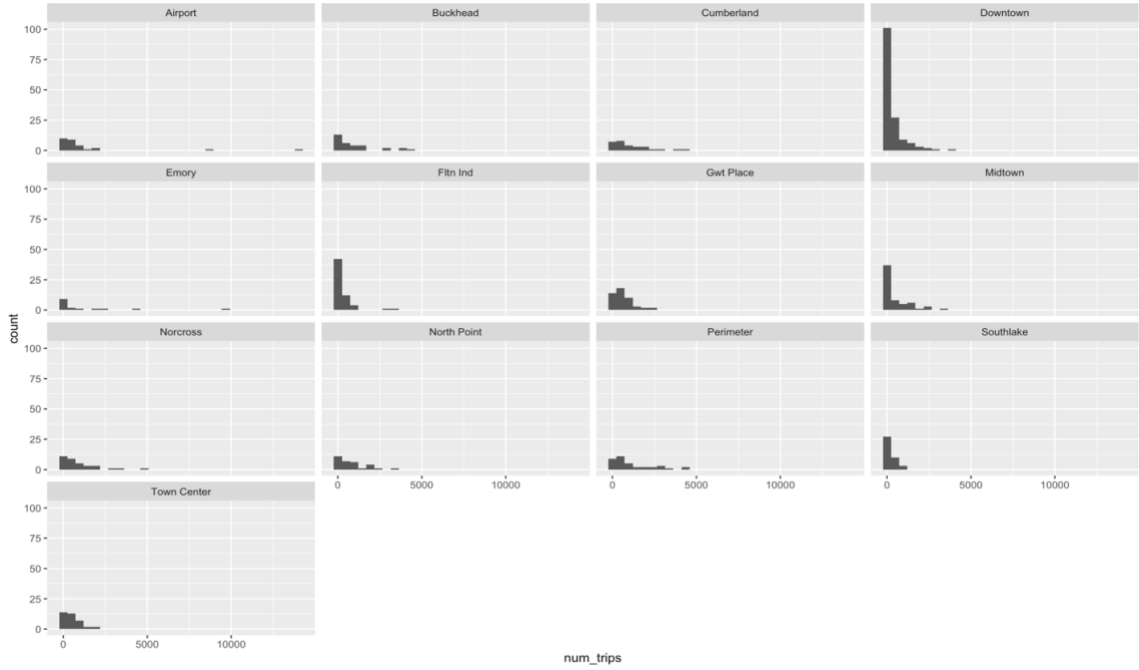 Airport
Buckhead
Cumberland
Downtown
100
75
50
25
0
Emory
Fltn Ind
Gwt Place
Midtown
100
75
50
25
0
Norcross
North Point
Perimeter
Southlake
100
75
50
25
0
0 5000 10000
0 5000 10000
0 5000 10000
Town Center
100
75
50
25
0
0 5000 10000
count
num_trips